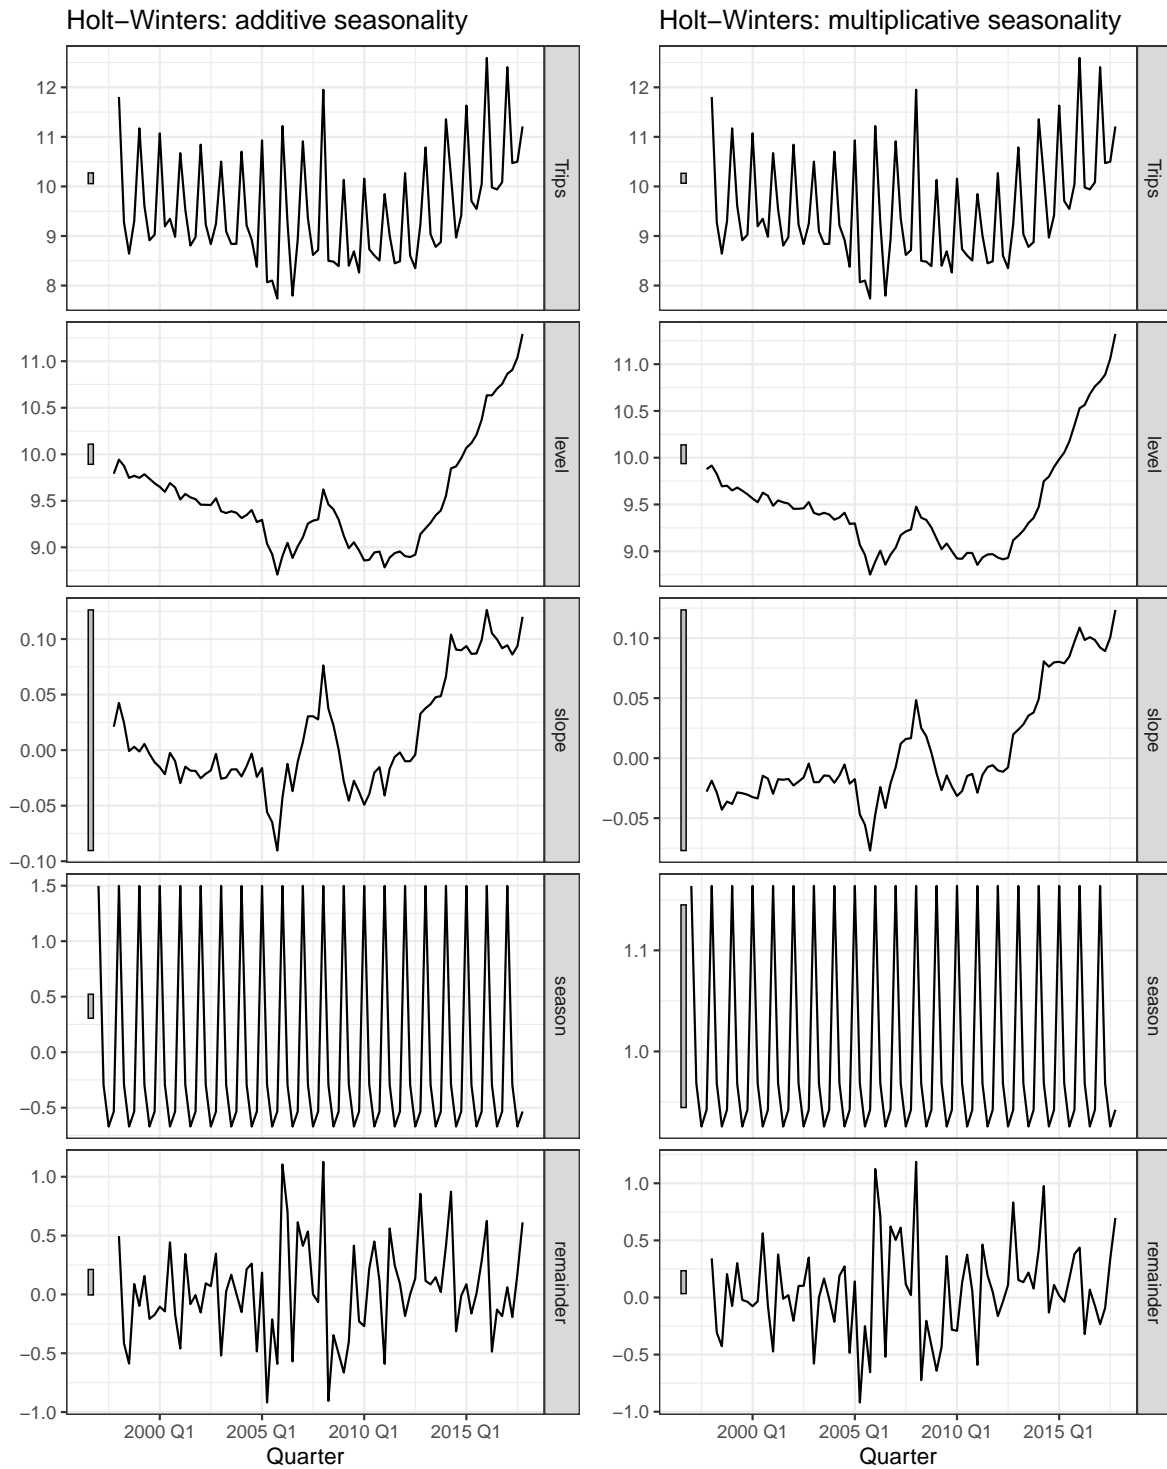 Holt−Winters: additive seasonality
12
11
10
9
8
Trips
11.0
10.5
10.0
9.5
9.0
level
0.10
0.05
0.00
−0.05
−0.10
slope
1.5
1.0
0.5
0.0
−0.5
season
1.0
0.5
0.0
−0.5
−1.0
remainder
2000 Q1 2005 Q1 2010 Q1 2015 Q1
Quarter
Holt−Winters: multiplicative seasonality
12
11
10
9
8
Trips
11.0
10.5
10.0
9.5
9.0
level
0.10
0.05
0.00
−0.05
slope
1.1
1.0
season
1.0
0.5
0.0
−0.5
−1.0
remainder
2000 Q1 2005 Q1 2010 Q1 2015 Q1
Quarter